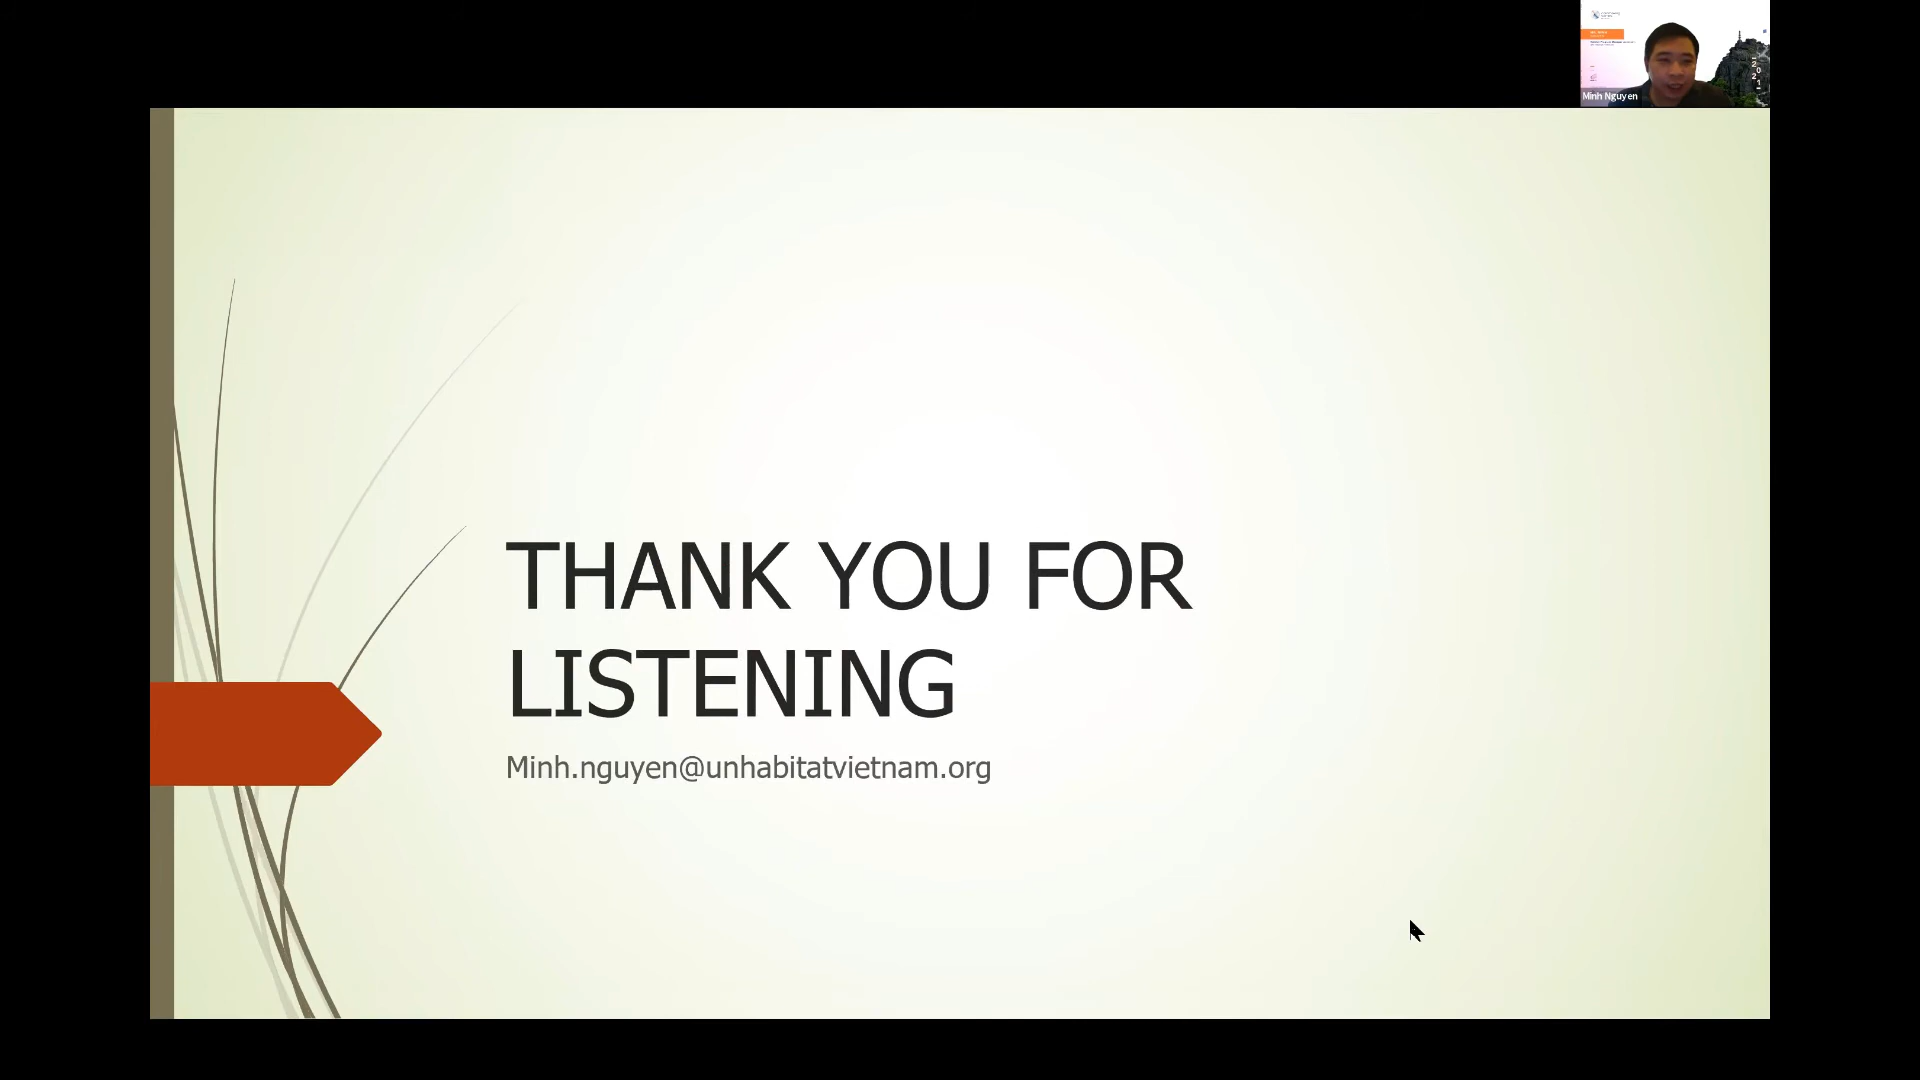 Minh Nguyen
THANK YOU FOR
LISTENING
Minh.nguyen@unhabitatvietnam.org